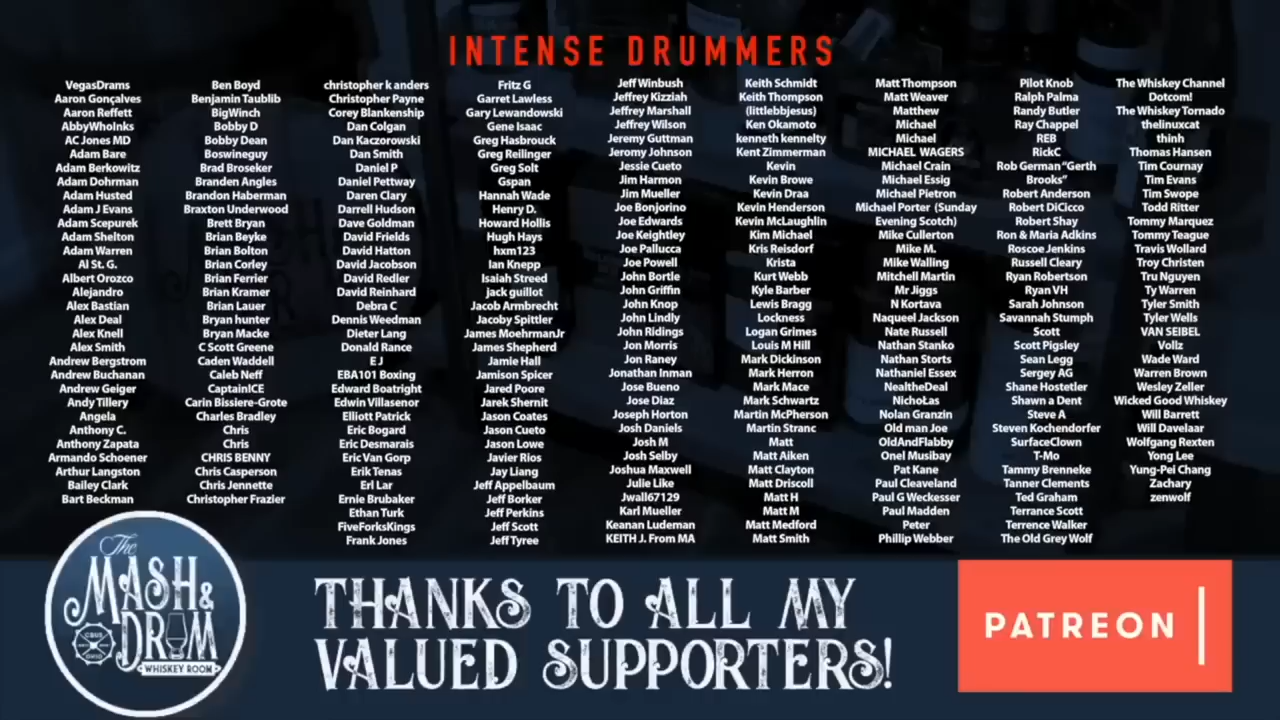 INTENSE DRUMMERS
VegasDrams
Aaron Gonçalves
Aaron Reffett
AbbyWhoInks
AC Jones MD
Adam Bare
Adam Berkowitz
Adam Dohrman
Adam Husted
Adam J Evans
Adam Scepurek
Adam Shelton
Adam Warren
Al St. G.
Albert Orozco
Alejandro
Alex Bastian
Alex Deal
Alex Knell
Alex Smith
Andrew Bergstrom
Andrew Buchanan
Andrew Geiger
Andy Tillery
Angela
Anthony C.
Anthony Zapata
Armando Schoener
Arthur Langston
Bailey Clark
Bart Beckman
Ben Boyd
Benjamin Taublib
BigWinch
Bobby D
Bobby Dean
Boswineguy
Brad Broseker
Branden Angles
Brandon Haberman
Braxton Underwood
Brett Bryan
Brian Beyke
Brian Bolton
Brian Corley
Brian Ferrier
Brian Kramer
Brian Lauer
Bryan hunter
Bryan Macke
C Scott Greene
Caden Waddell
Caleb Neff
CaptainICE
Carin Bissiere-Grote
Charles Bradley
Chris
Chris
CHRIS BENNY
Chris Casperson
Chris Jennette
Christopher Frazier
christopher k anders
Christopher Payne
Corey Blankenship
Dan Colgan
Dan Kaczorowski
Dan Smith
Daniel P
Daniel Pettway
Daren Clary
Darrell Hudson
Dave Goldman
David Fields
David Hatton
David Jacobson
David Redler
David Reinhard
Debra C
Dennis Weedman
Dieter Lang
Donald Rance
E J
EBA101 Boxing
Edward Boatright
Edwin Villasenor
Elliott Patrick
Eric Bogard
Eric Desmarais
Eric Van Gorp
Erik Tenas
Erl Lar
Ernie Brubaker
Ethan Turk
FiveForksKings
Frank Jones
Fritz G
Garret Lawless
Gary Lewandowski
Gene Isaac
Greg Hasbrouck
Greg Reilinger
Greg Solt
Gspan
Hannah Wade
Henry D.
Howard Hollis
Hugh Hays
hxm123
Ian Knepp
Isaiah Streed
jack guillot
Jacob Armbrecht
Jacoby Spittler
James MoehrmanJr
James Shepherd
Jamie Hall
Jamison Spicer
Jared Poore
Jarek Shernit
Jason Coates
Jason Cueto
Jason Lowe
Javier Rios
Jay Liang
Jeff Appelbaum
Jeff Borker
Jeff Perkins
Jeff Scott
Jeff Tyree
Jeff Winbush
Jeffrey Kizziah
Jeffrey Marshall
Jeffrey Wilson
Jeremy Guttman
Jeromy Johnson
Jessie Cueto
Jim Harmon
Jim Mueller
Joe Bonjorino
Joe Edwards
Joe Keightley
Joe Pallucca
Joe Powell
John Bortle
John Griffin
John Knop
John Lindly
John Ridings
Jon Morris
Jon Raney
Jonathan Inman
Jose Bueno
Jose Diaz
Joseph Horton
Josh Daniels
Josh M
Josh Selby
Joshua Maxwell
Julie Like
Jwall67129
Karl Mueller
Keanan Ludeman
KEITH J. From MA
Keith Schmidt
Keith Thompson
(littlebbjesus)
Ken Okamoto
kenneth kennelty
Kent Zimmerman
Kevin
Kevin Browe
Kevin Draa
Kevin Henderson
Kevin McLaughlin
Kim Michael
Kris Reisdorf
Krista
Kurt Webb
Kyle Barber
Lewis Bragg
Lockness
Logan Grimes
Louis M Hill
Mark Dickinson
Mark Herron
Mark Mace
Mark Schwartz
Martin McPherson
Martin Stranc
Matt
Matt Aiken
Matt Clayton
Matt Driscoll
Matt H
Matt M
Matt Medford
Matt Smith
Matt Thompson
Matt Weaver
Matthew
Michael
Michael
MICHAEL WAGERS
Michael Crain
Michael Essig
Michael Pietron
Michael Porter (Sunday
Evening Scotch)
Mike Cullerton
Mike M.
Mike Walling
Mitchell Martin
Mr Jiggs
N Kortava
Naqueel Jackson
Nate Russell
Nathan Stanko
Nathan Storts
Nathaniel Essex
NealtheDeal
NichoŁas
Nolan Granzin
Old man Joe
OldAndFlabby
Onel Musibay
Pat Kane
Paul Cleaveland
Paul G Weckesser
Paul Madden
Peter
Phillip Webber
Pilot Knob
Ralph Palma
Randy Butler
Ray Chappel
REB
RickC
Rob German "Gerth
Brooks"
Robert Anderson
Robert DiCicco
Robert Shay
Ron & Maria Adkins
Roscoe Jenkins
Russell Cleary
Ryan Robertson
Ryan VH
Sarah Johnson
Savannah Stumph
Scott
Scott Pigsley
Sean Legg
Sergey AG
Shane Hostetler
Shawn a Dent
Steve A
Steven Kochendorfer
SurfaceClown
T-Mo
Tammy Brenneke
Tanner Clements
Ted Graham
Terrance Scott
Terrence Walker
The Old Grey Wolf
The Whiskey Channel
Dotcom!
The Whiskey Tornado
thelinuxcat
thinh
Thomas Hansen
Tim Cournay
Tim Evans
Tim Swope
Todd Ritter
Tommy Marquez
Tommy Teague
Travis Wollard
Troy Christen
Tru Nguyen
Ty Warren
Tyler Smith
Tyler Wells
VAN SEIBEL
Vollz
Wade Ward
Warren Brown
Wesley Zeller
Wicked Good Whiskey
Will Barrett
Will Davelaar
Wolfgang Rexten
Yong Lee
Yung-Pei Chang
Zachary
zenwolf
The
MASH &
DRUM
WHISKEY ROOM
THANKS TO ALL MY
VALUED SUPPORTERS!
PATREON